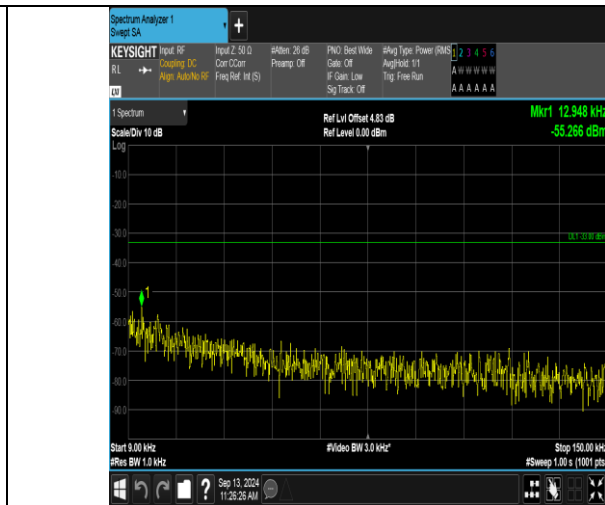 Spectrum Analyzer 1
Swept SA
+
KEYSIGHT Input: RF Input Z: 50 Ω #Atten: 26 dB PNO: Best Wide #Avg Type: Power (RMS 1 2 3 4 5 6
RL Coupling: DC Corr CCorr Preamp: Off Gate: Off Avg|Hold: 1/1 A W W W W W
Align: Auto/No RF Freq Ref: Int (S) IF Gain: Low Trig: Free Run
LXI Sig Track: Off A A A A A A
1 Spectrum
Ref Lvl Offset 4.83 dB Mkr1 12.948 kHz
Scale/Div 10 dB Ref Level 0.00 dBm -55.266 dBm
Log
-10.0
-20.0
-30.0
-40.0
-50.0
1
-60.0
-70.0
-80.0
-90.0
Start 9.00 kHz #Video BW 3.0 kHz* Stop 150.00 kHz
#Res BW 1.0 kHz #Sweep 1.00 s (1001 pts
? Sep 13, 2024
11:26:26 AM